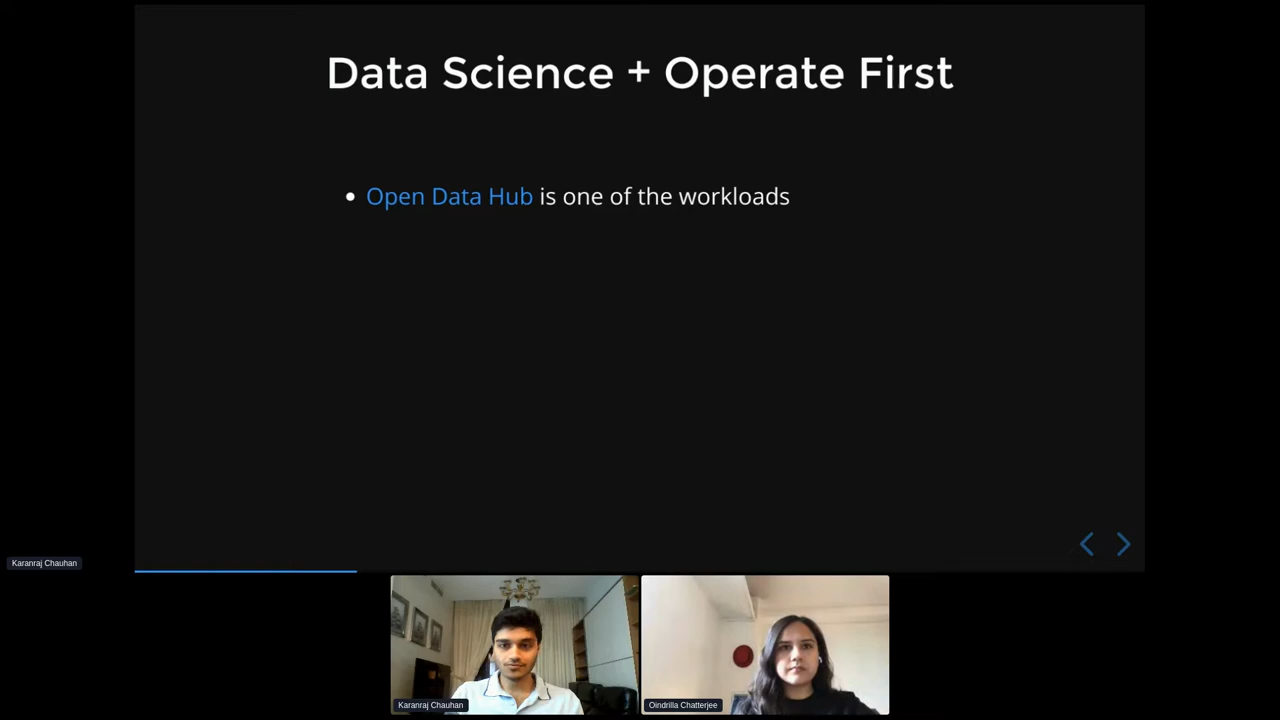 Data Science + Operate First
Open Data Hub is one of the workloads
Karanraj Chauhan
Karanraj Chauhan
Oindrilla Chatterjee